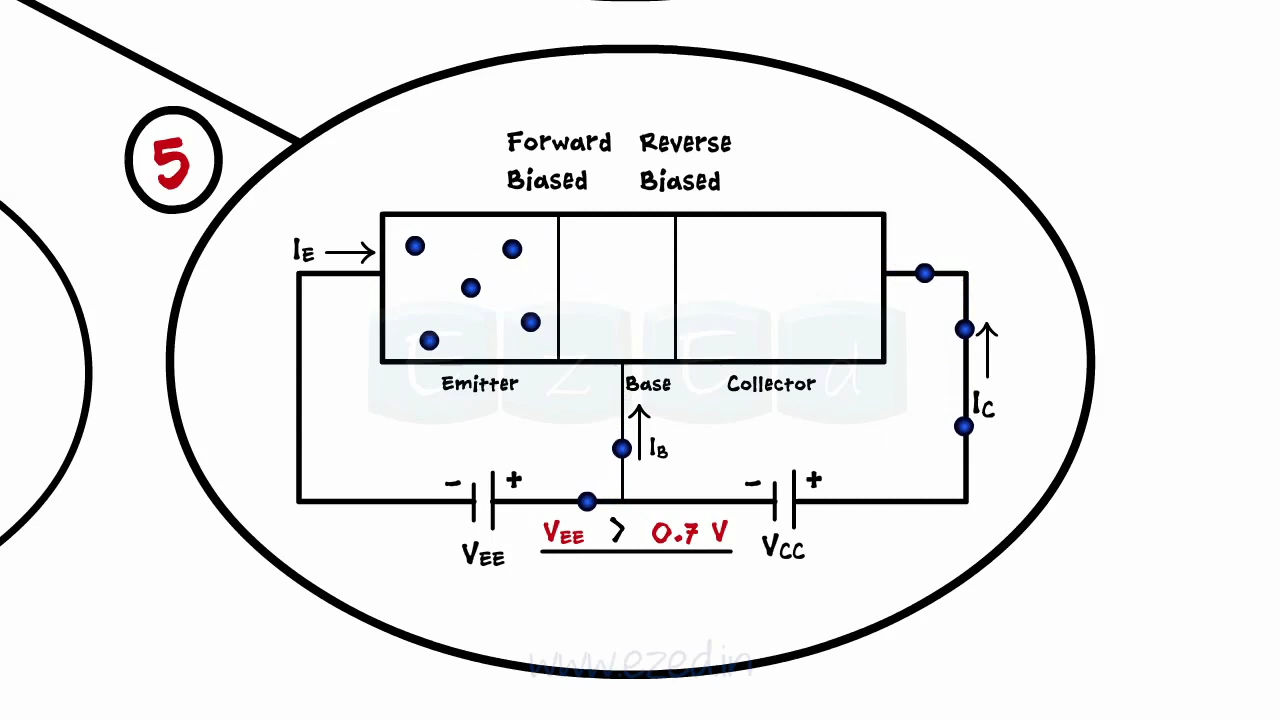 5
Forward Reverse
Biased Biased
IE
Emitter Base Collector
IC
IB
- + - +
VEE > 0.7 V
VEE VCC
EzEd
www.ezed.in